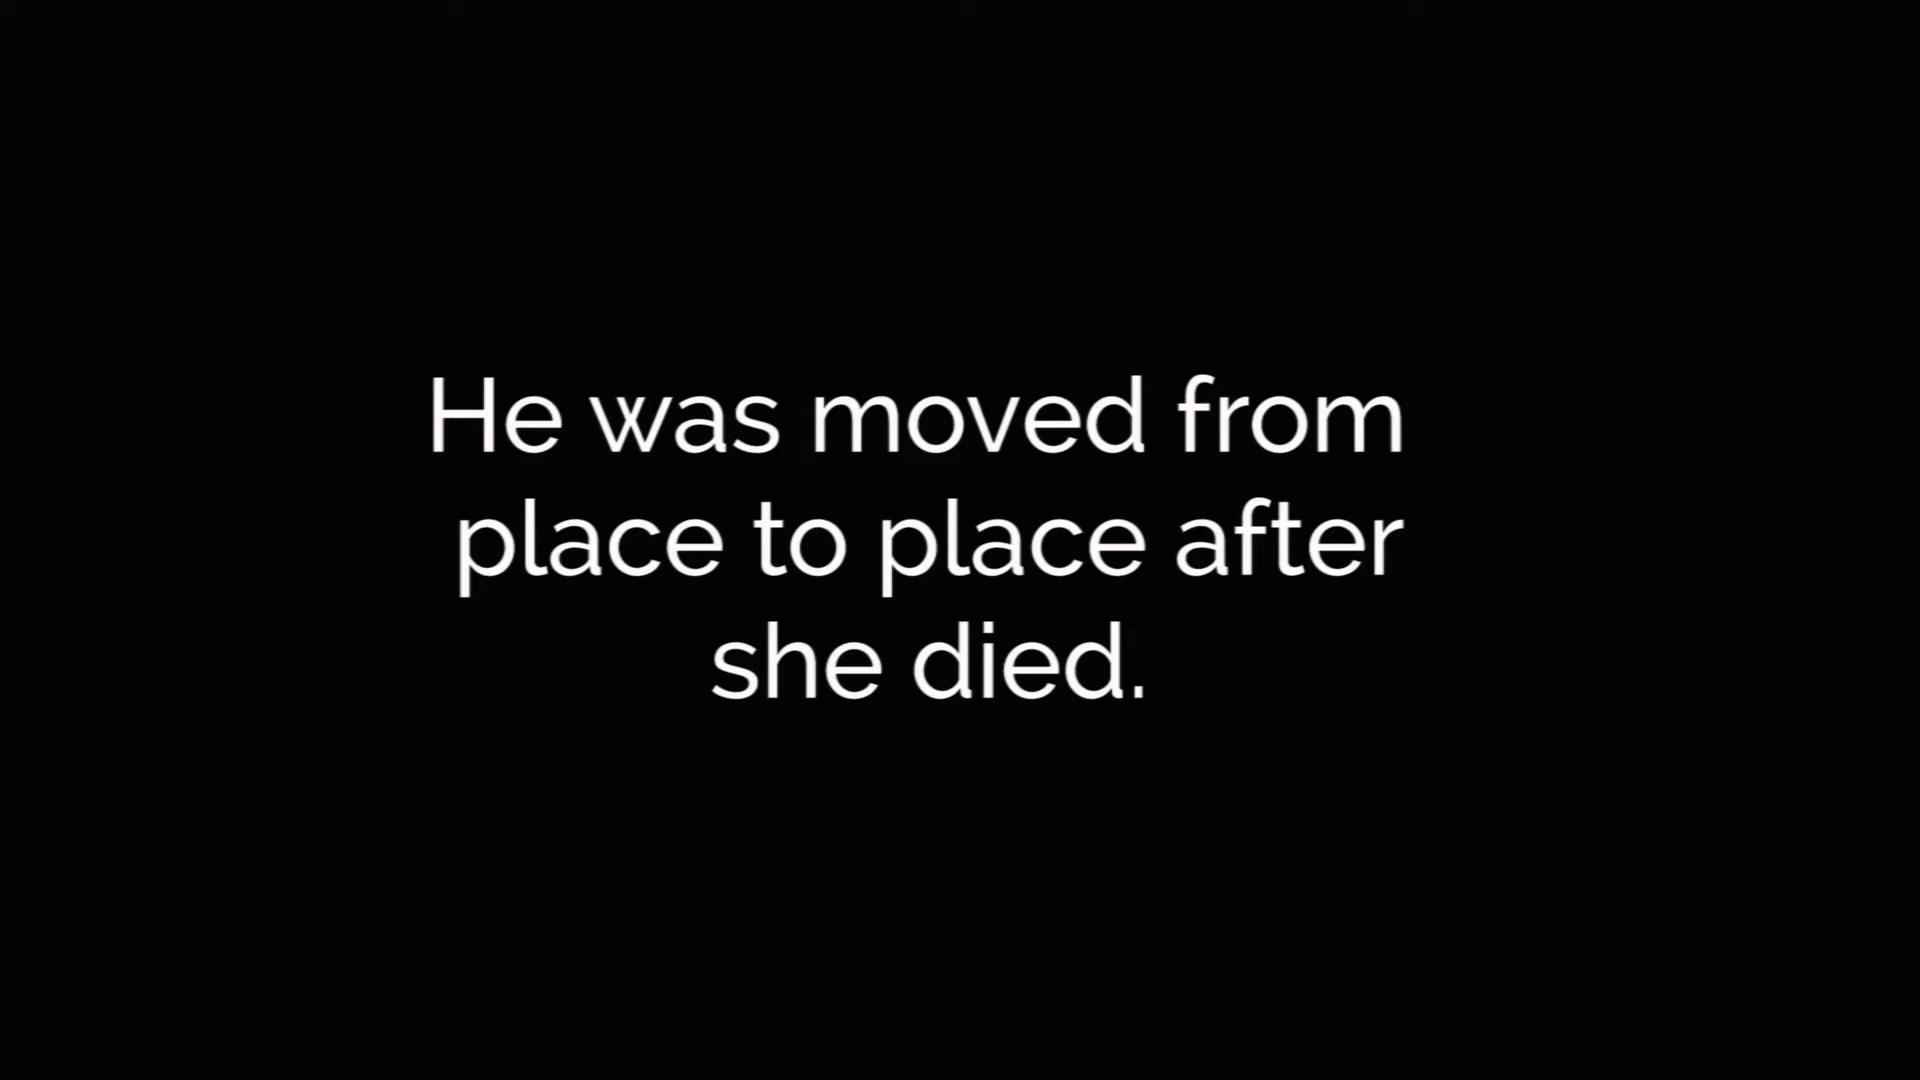 He was moved from
place to place after
she died.